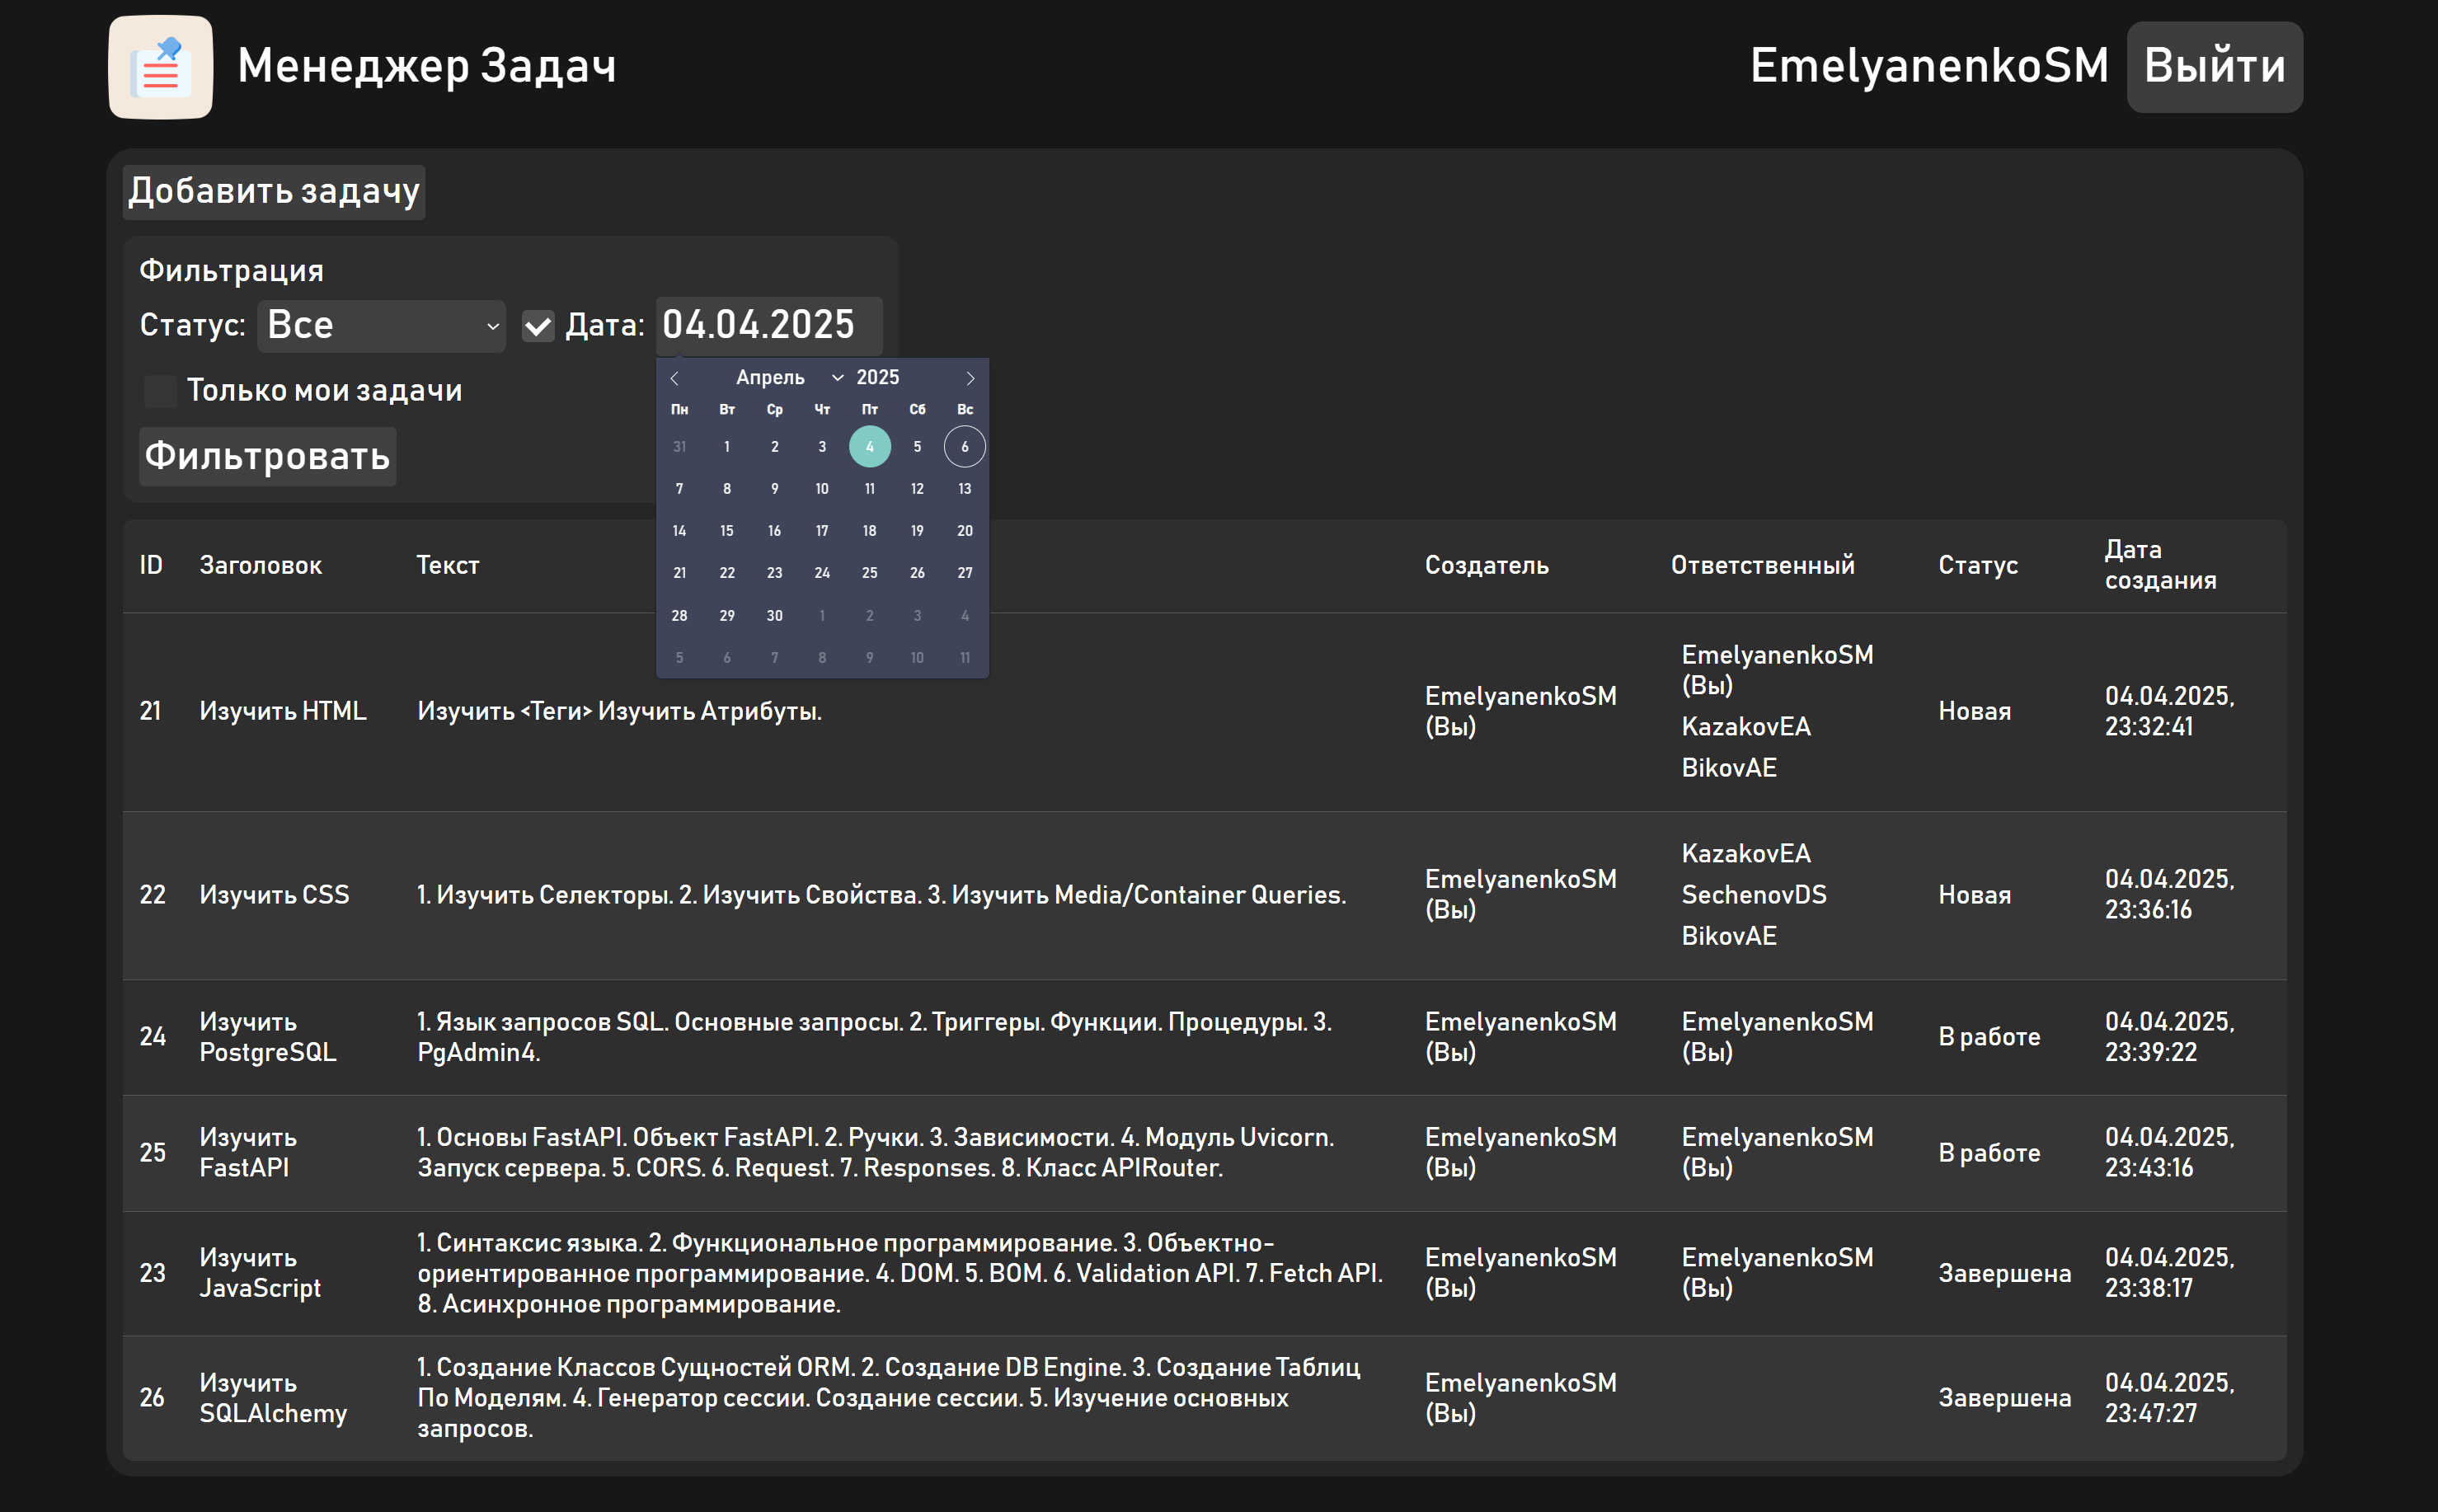 Менеджер Задач
EmelyanenkoSM
Выйти
Добавить задачу
Фильтрация
Статус: Все
Дата: 04.04.2025
Только мои задачи
Фильтровать
Апрель 2025
Пн Вт Ср Чт Пт Сб Вс
31 1 2 3 4 5 6
7 8 9 10 11 12 13
14 15 16 17 18 19 20
21 22 23 24 25 26 27
28 29 30 1 2 3 4
5 6 7 8 9 10 11
ID
Заголовок
Текст
Создатель
Ответственный
Статус
Дата
создания
21
Изучить HTML
Изучить <Теги> Изучить Атрибуты.
EmelyanenkoSM
(Вы)
EmelyanenkoSM
(Вы)
KazakovEA
BikovAE
Новая
04.04.2025,
23:32:41
22
Изучить CSS
1. Изучить Селекторы. 2. Изучить Свойства. 3. Изучить Media/Container Queries.
EmelyanenkoSM
(Вы)
KazakovEA
SechenovDS
BikovAE
Новая
04.04.2025,
23:36:16
24
Изучить
PostgreSQL
1. Язык запросов SQL. Основные запросы. 2. Триггеры. Функции. Процедуры. 3.
PgAdmin4.
EmelyanenkoSM
(Вы)
EmelyanenkoSM
(Вы)
В работе
04.04.2025,
23:39:22
25
Изучить
FastAPI
1. Основы FastAPI. Объект FastAPI. 2. Ручки. 3. Зависимости. 4. Модуль Uvicorn.
Запуск сервера. 5. CORS. 6. Request. 7. Responses. 8. Класс APIRouter.
EmelyanenkoSM
(Вы)
EmelyanenkoSM
(Вы)
В работе
04.04.2025,
23:43:16
23
Изучить
JavaScript
1. Синтаксис языка. 2. Функциональное программирование. 3. Объектно-
ориентированное программирование. 4. DOM. 5. BOM. 6. Validation API. 7. Fetch API.
8. Асинхронное программирование.
EmelyanenkoSM
(Вы)
EmelyanenkoSM
(Вы)
Завершена
04.04.2025,
23:38:17
26
Изучить
SQLAlchemy
1. Создание Классов Сущностей ORM. 2. Создание DB Engine. 3. Создание Таблиц
По Моделям. 4. Генератор сессии. Создание сессии. 5. Изучение основных
запросов.
EmelyanenkoSM
(Вы)
Завершена
04.04.2025,
23:47:27